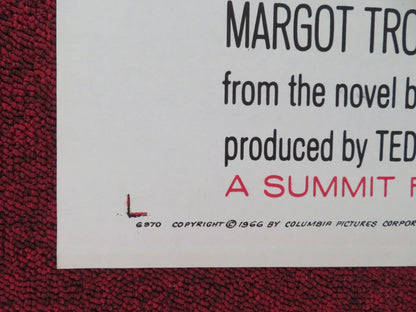 MARGOT TRO
from the novel b
produced by TED
A SUMMIT F
6970 COPYRIGHT © 1966 BY COLUMBIA PICTURES CORPOR